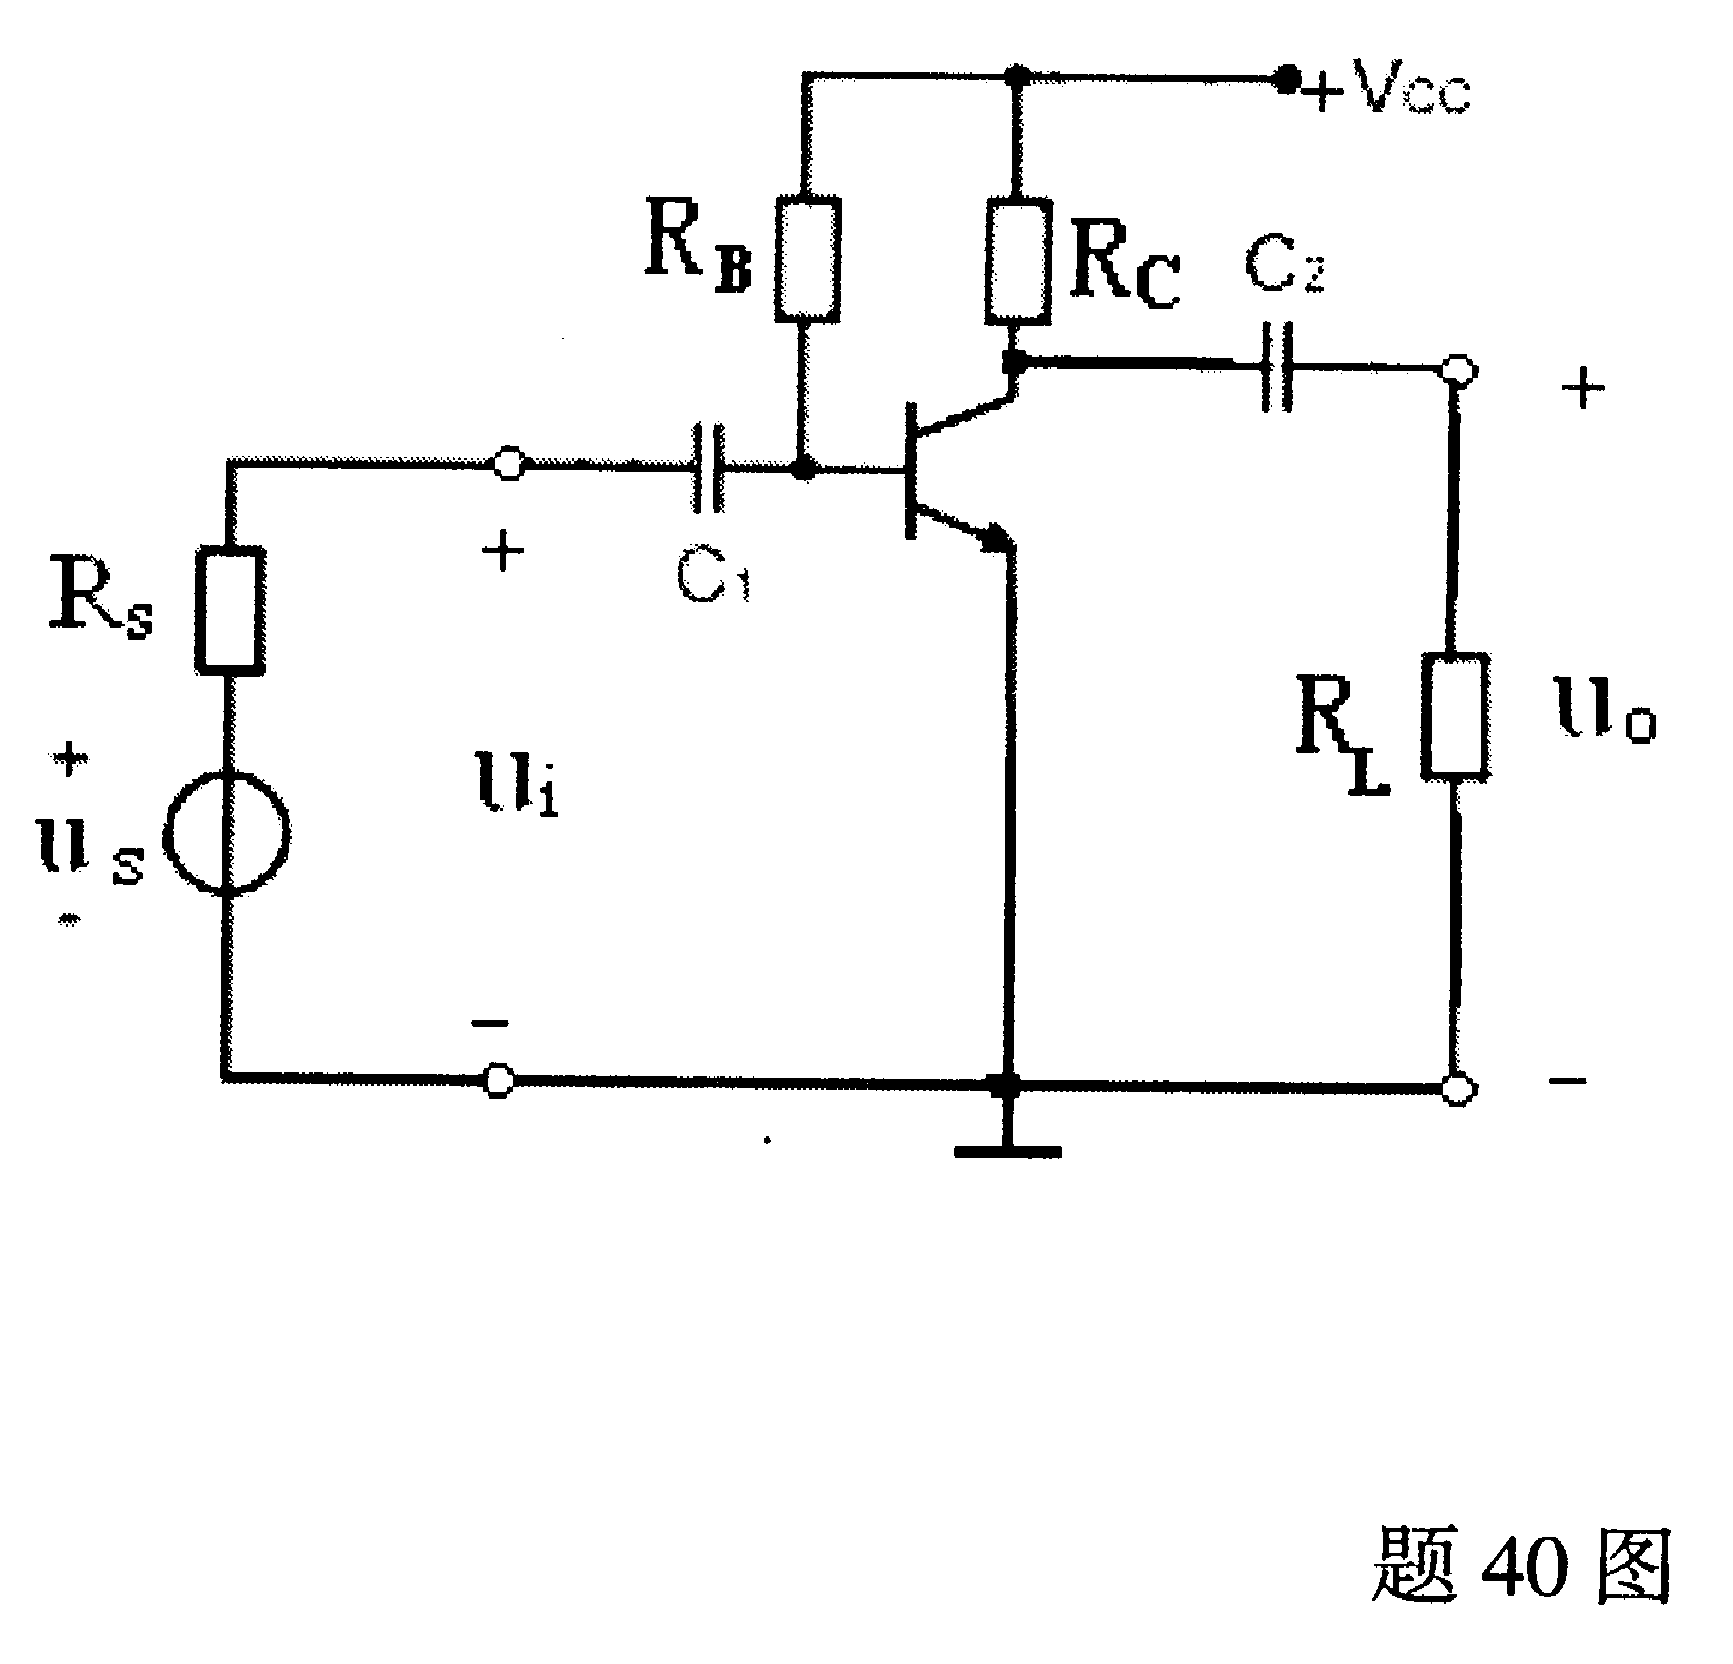 +VCC
RB
RC
C2
+
+
C1
RS
RL
uo
+
uS
-
ui
-
-
题 40 图